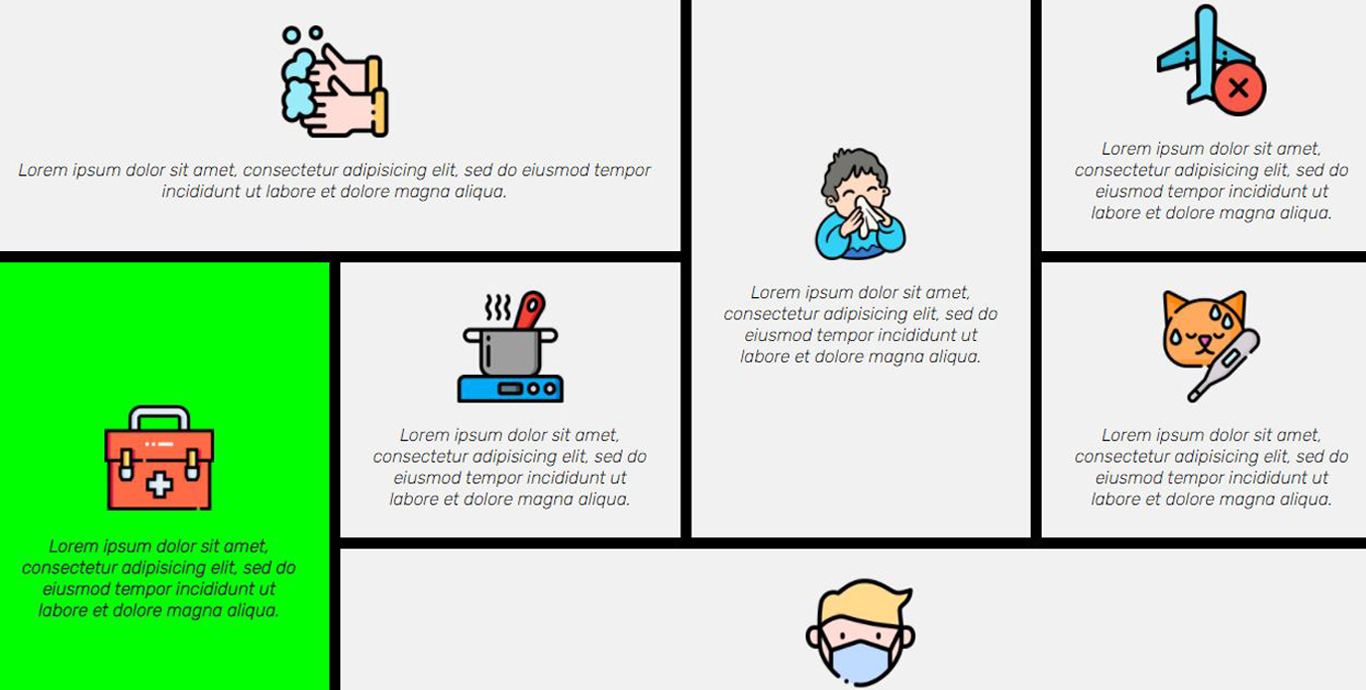 Lorem ipsum dolor sit amet, consectetur adipisicing elit, sed do eiusmod tempor
incididunt ut labore et dolore magna aliqua.
Lorem ipsum dolor sit amet,
consectetur adipisicing elit, sed do
eiusmod tempor incididunt ut
labore et dolore magna aliqua.
Lorem ipsum dolor sit amet,
consectetur adipisicing elit, sed do
eiusmod tempor incididunt ut
labore et dolore magna aliqua.
Lorem ipsum dolor sit amet,
consectetur adipisicing elit, sed do
eiusmod tempor incididunt ut
labore et dolore magna aliqua.
Lorem ipsum dolor sit amet,
consectetur adipisicing elit, sed do
eiusmod tempor incididunt ut
labore et dolore magna aliqua.
Lorem ipsum dolor sit amet,
consectetur adipisicing elit, sed do
eiusmod tempor incididunt ut
labore et dolore magna aliqua.